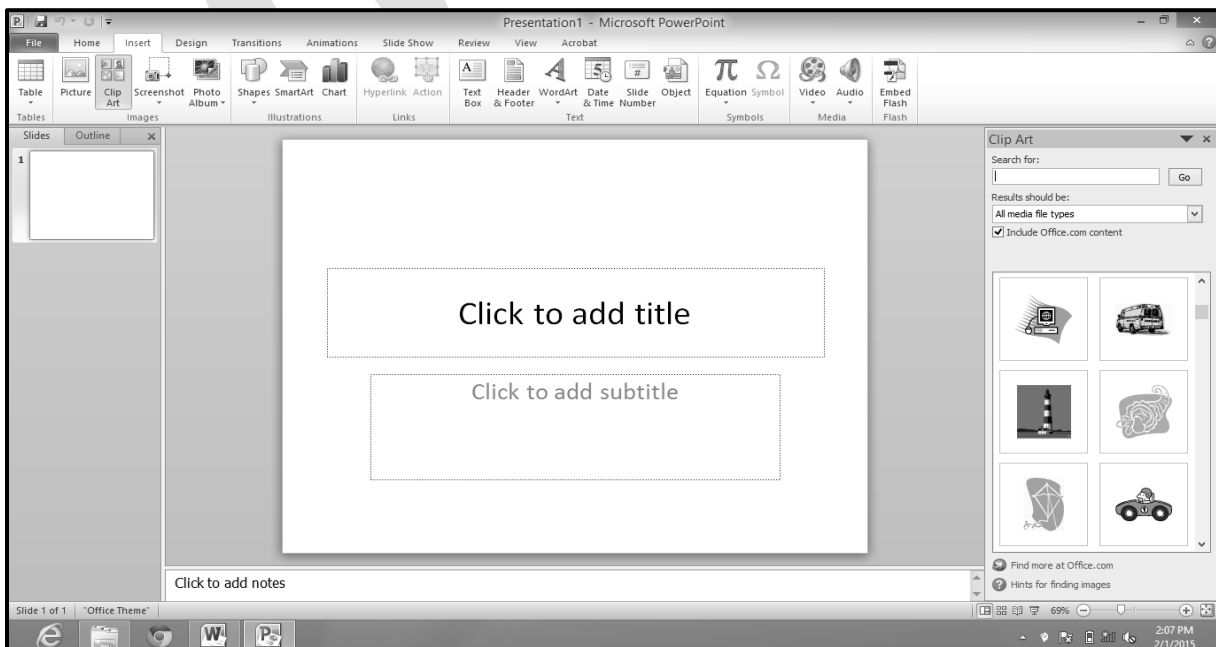 Presentation1 - Microsoft PowerPoint
File Home Insert Design Transitions Animations Slide Show Review View Acrobat
Table Picture Clip Art Screenshot Photo Album Shapes SmartArt Chart Hyperlink Action Text Box Header & Footer WordArt Date & Time Slide Number Object Equation Symbol Video Audio Embed Flash
Tables Images Illustrations Links Text Symbols Media Flash
Slides Outline
1
Click to add title
Click to add subtitle
Click to add notes
Clip Art
Search for:
Go
Results should be:
All media file types
Include Office.com content
Find more at Office.com
Hints for finding images
Slide 1 of 1 "Office Theme" 69%
2:07 PM
2/1/2015